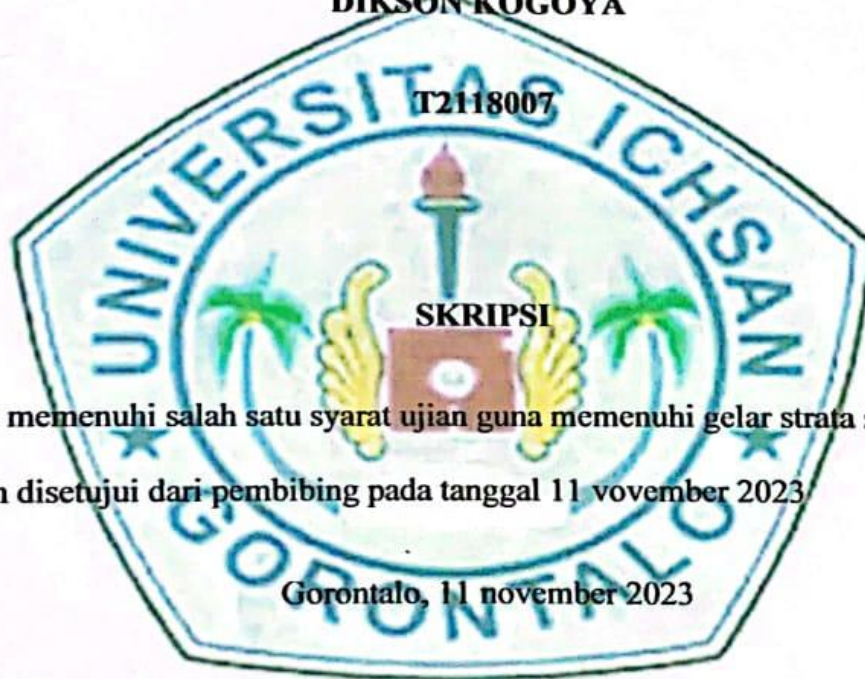 DIKSON KOGOYA
T2118007
UNIVERSITAS ICHSAN
SKRIPSI
memenuhi salah satu syarat ujian guna memenuhi gelar strata
disetujui dari pembibing pada tanggal 11 vovember 2023
GORONTALO
Gorontalo, 11 november 2023